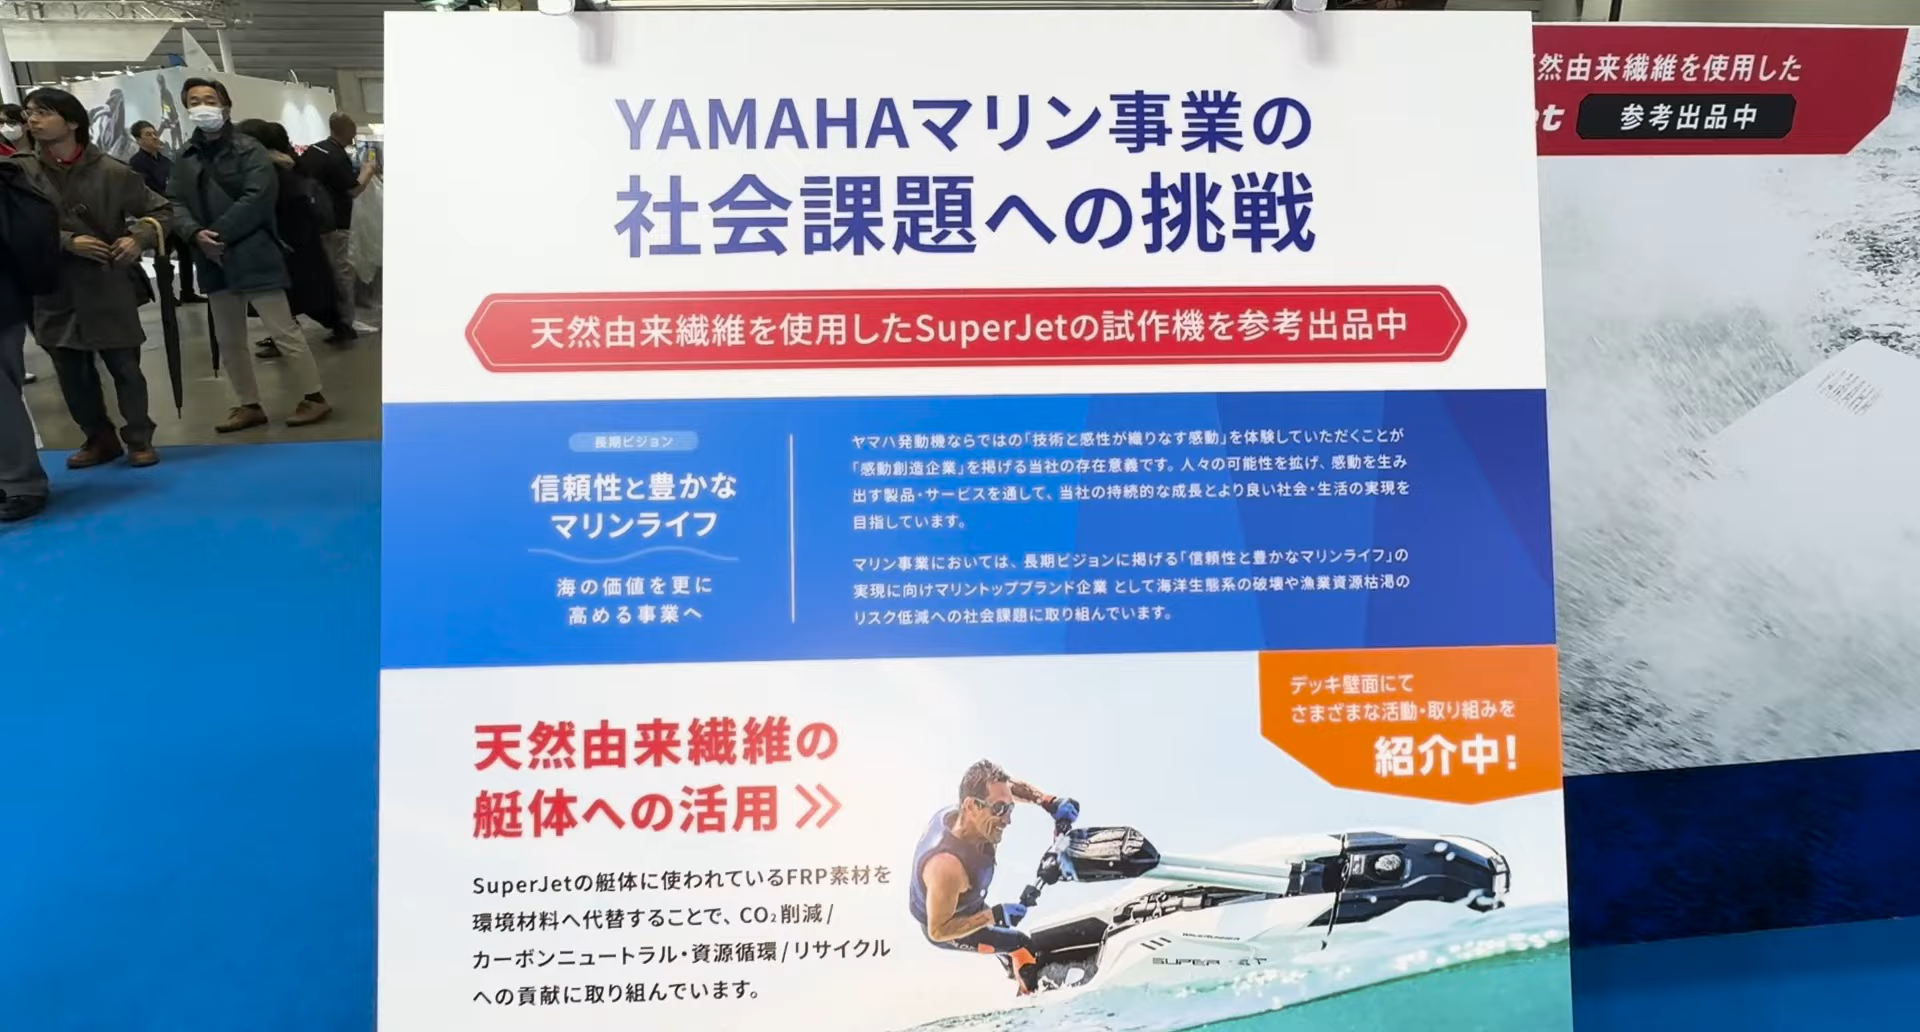 YAMAHAマリン事業の
社会課題への挑戦
天然由来繊維を使用したSuperJetの試作機を参考出品中
長期ビジョン
信頼性と豊かな
マリンライフ
海の価値を更に
高める事業へ
ヤマハ発動機ならではの「技術と感性が織りなす感動」を体験していただくことが
「感動創造企業」を掲げる当社の存在意義です。人々の可能性を拡げ、感動を生み
出す製品・サービスを通して、当社の持続的な成長とより良い社会・生活の実現を
目指しています。
マリン事業においては、長期ビジョンに掲げる「信頼性と豊かなマリンライフ」の
実現に向けマリントップブランド企業 として海洋生態系の破壊や漁業資源枯渇の
リスク低減への社会課題に取り組んでいます。
デッキ壁面にて
さまざまな活動・取り組みを
紹介中!
天然由来繊維の
艇体への活用
SuperJetの艇体に使われているFRP素材を
環境材料へ代替することで、CO₂削減/
カーボンニュートラル・資源循環/リサイクル
への貢献に取り組んでいます。
SUPER JET
然由来繊維を使用した
et 参考出品中